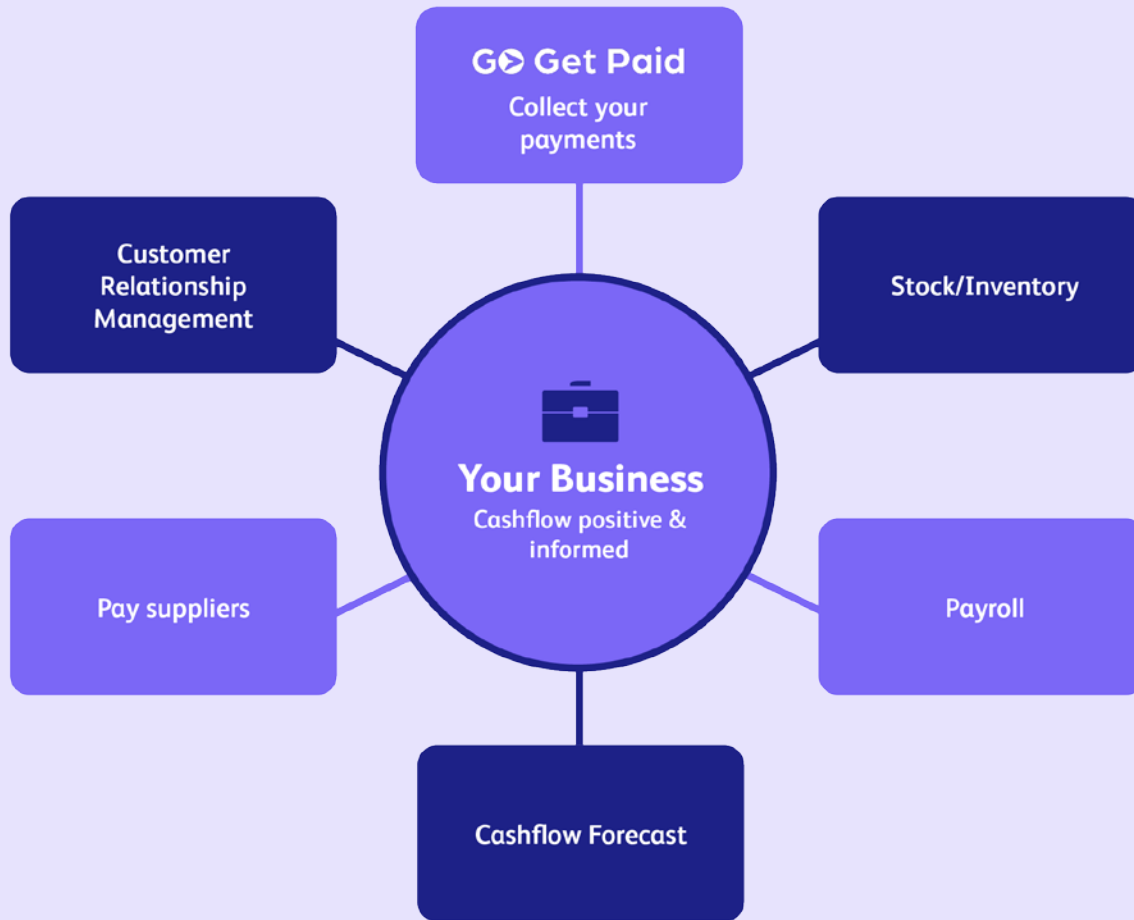 GO Get Paid
Collect your
payments
Customer
Relationship
Management
Stock/Inventory
Your Business
Cashflow positive &
informed
Pay suppliers
Payroll
Cashflow Forecast